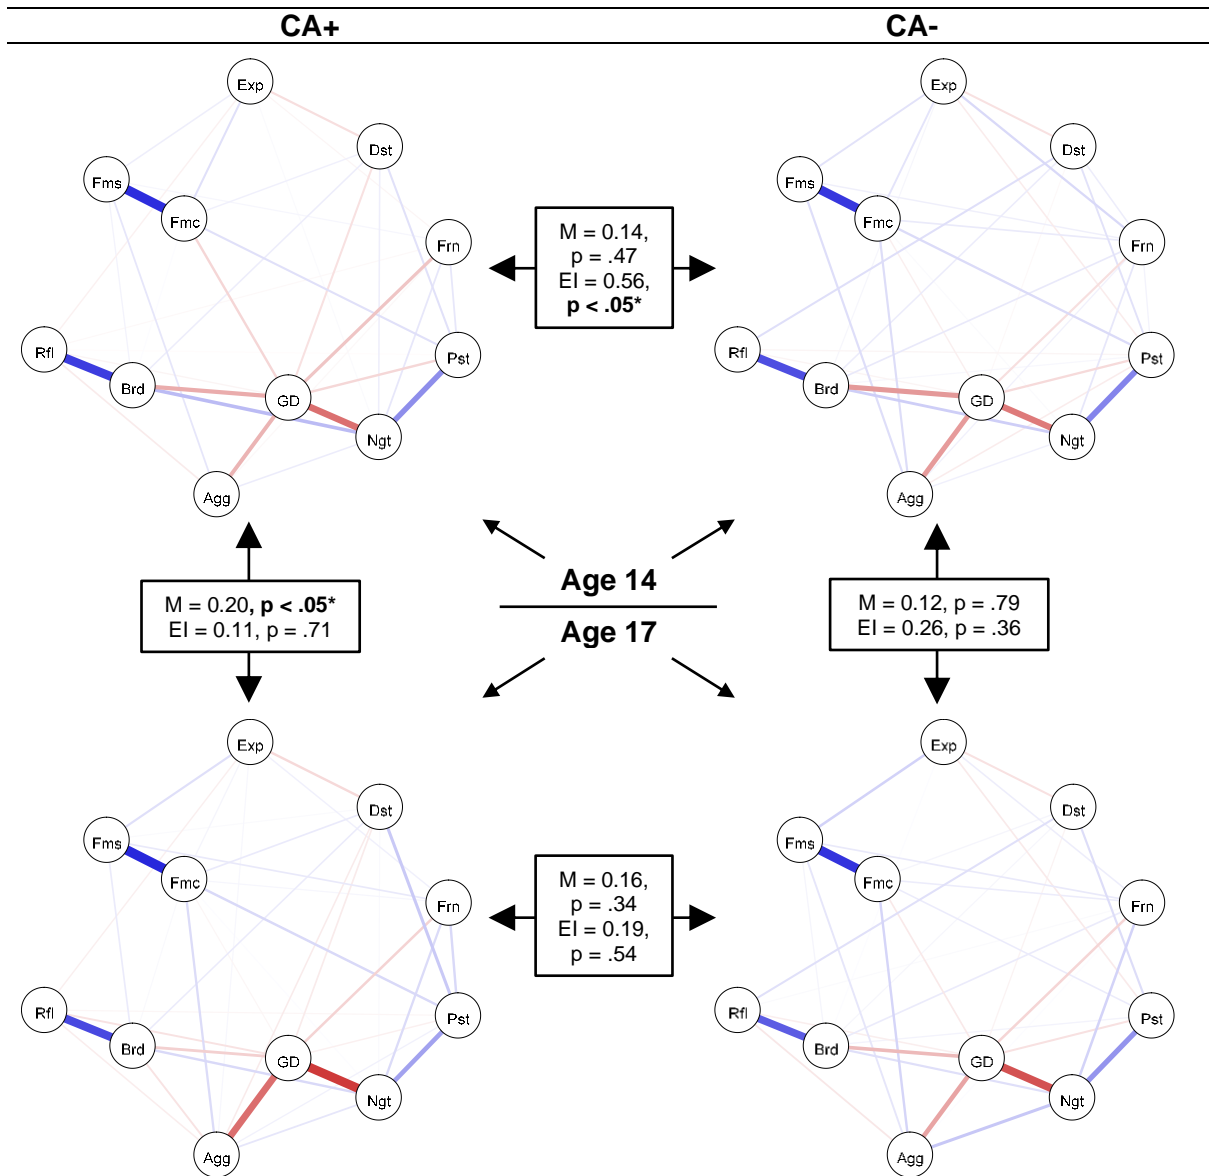 CA+
CA-
Exp
Dst
Fms
Fmc
Frn
Rfl
Brd
GD
Pst
Ngt
Agg
M = 0.14,
p = .47
EI = 0.56,
p < .05*
Exp
Dst
Fms
Fmc
Frn
Rfl
Brd
GD
Pst
Ngt
Agg
M = 0.20, p < .05*
EI = 0.11, p = .71
Age 14
Age 17
M = 0.12, p = .79
EI = 0.26, p = .36
Exp
Dst
Fms
Fmc
Frn
Rfl
Brd
GD
Pst
Ngt
Agg
M = 0.16,
p = .34
EI = 0.19,
p = .54
Exp
Dst
Fms
Fmc
Frn
Rfl
Brd
GD
Pst
Ngt
Agg